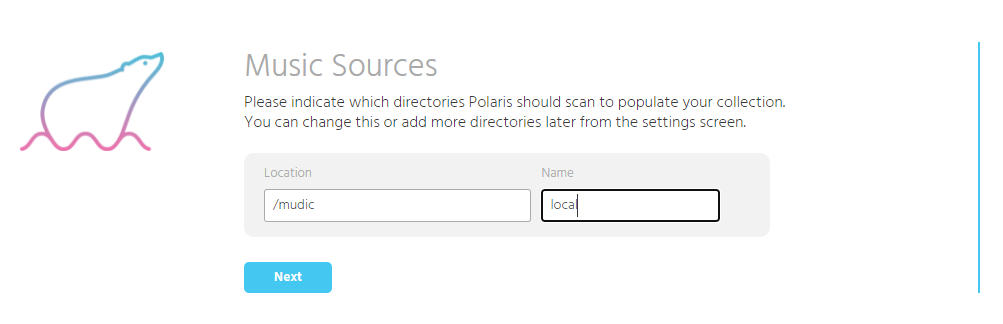 Music Sources
Please indicate which directories Polaris should scan to populate your collection.
You can change this or add more directories later from the settings screen.
Location Name
/mudic local
Next